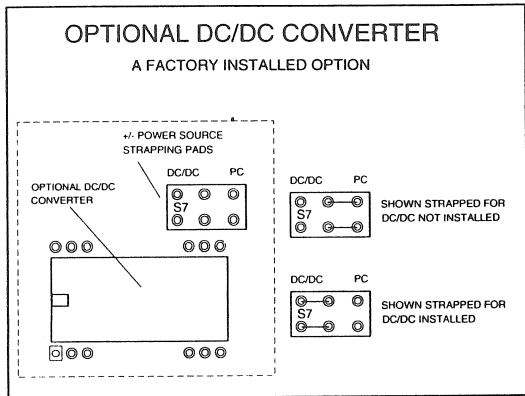 OPTIONAL DC/DC CONVERTER
A FACTORY INSTALLED OPTION
+/- POWER SOURCE
STRAPPING PADS
DC/DC PC
S7
OPTIONAL DC/DC
CONVERTER
DC/DC PC
S7
SHOWN STRAPPED FOR
DC/DC NOT INSTALLED
DC/DC PC
S7
SHOWN STRAPPED FOR
DC/DC INSTALLED